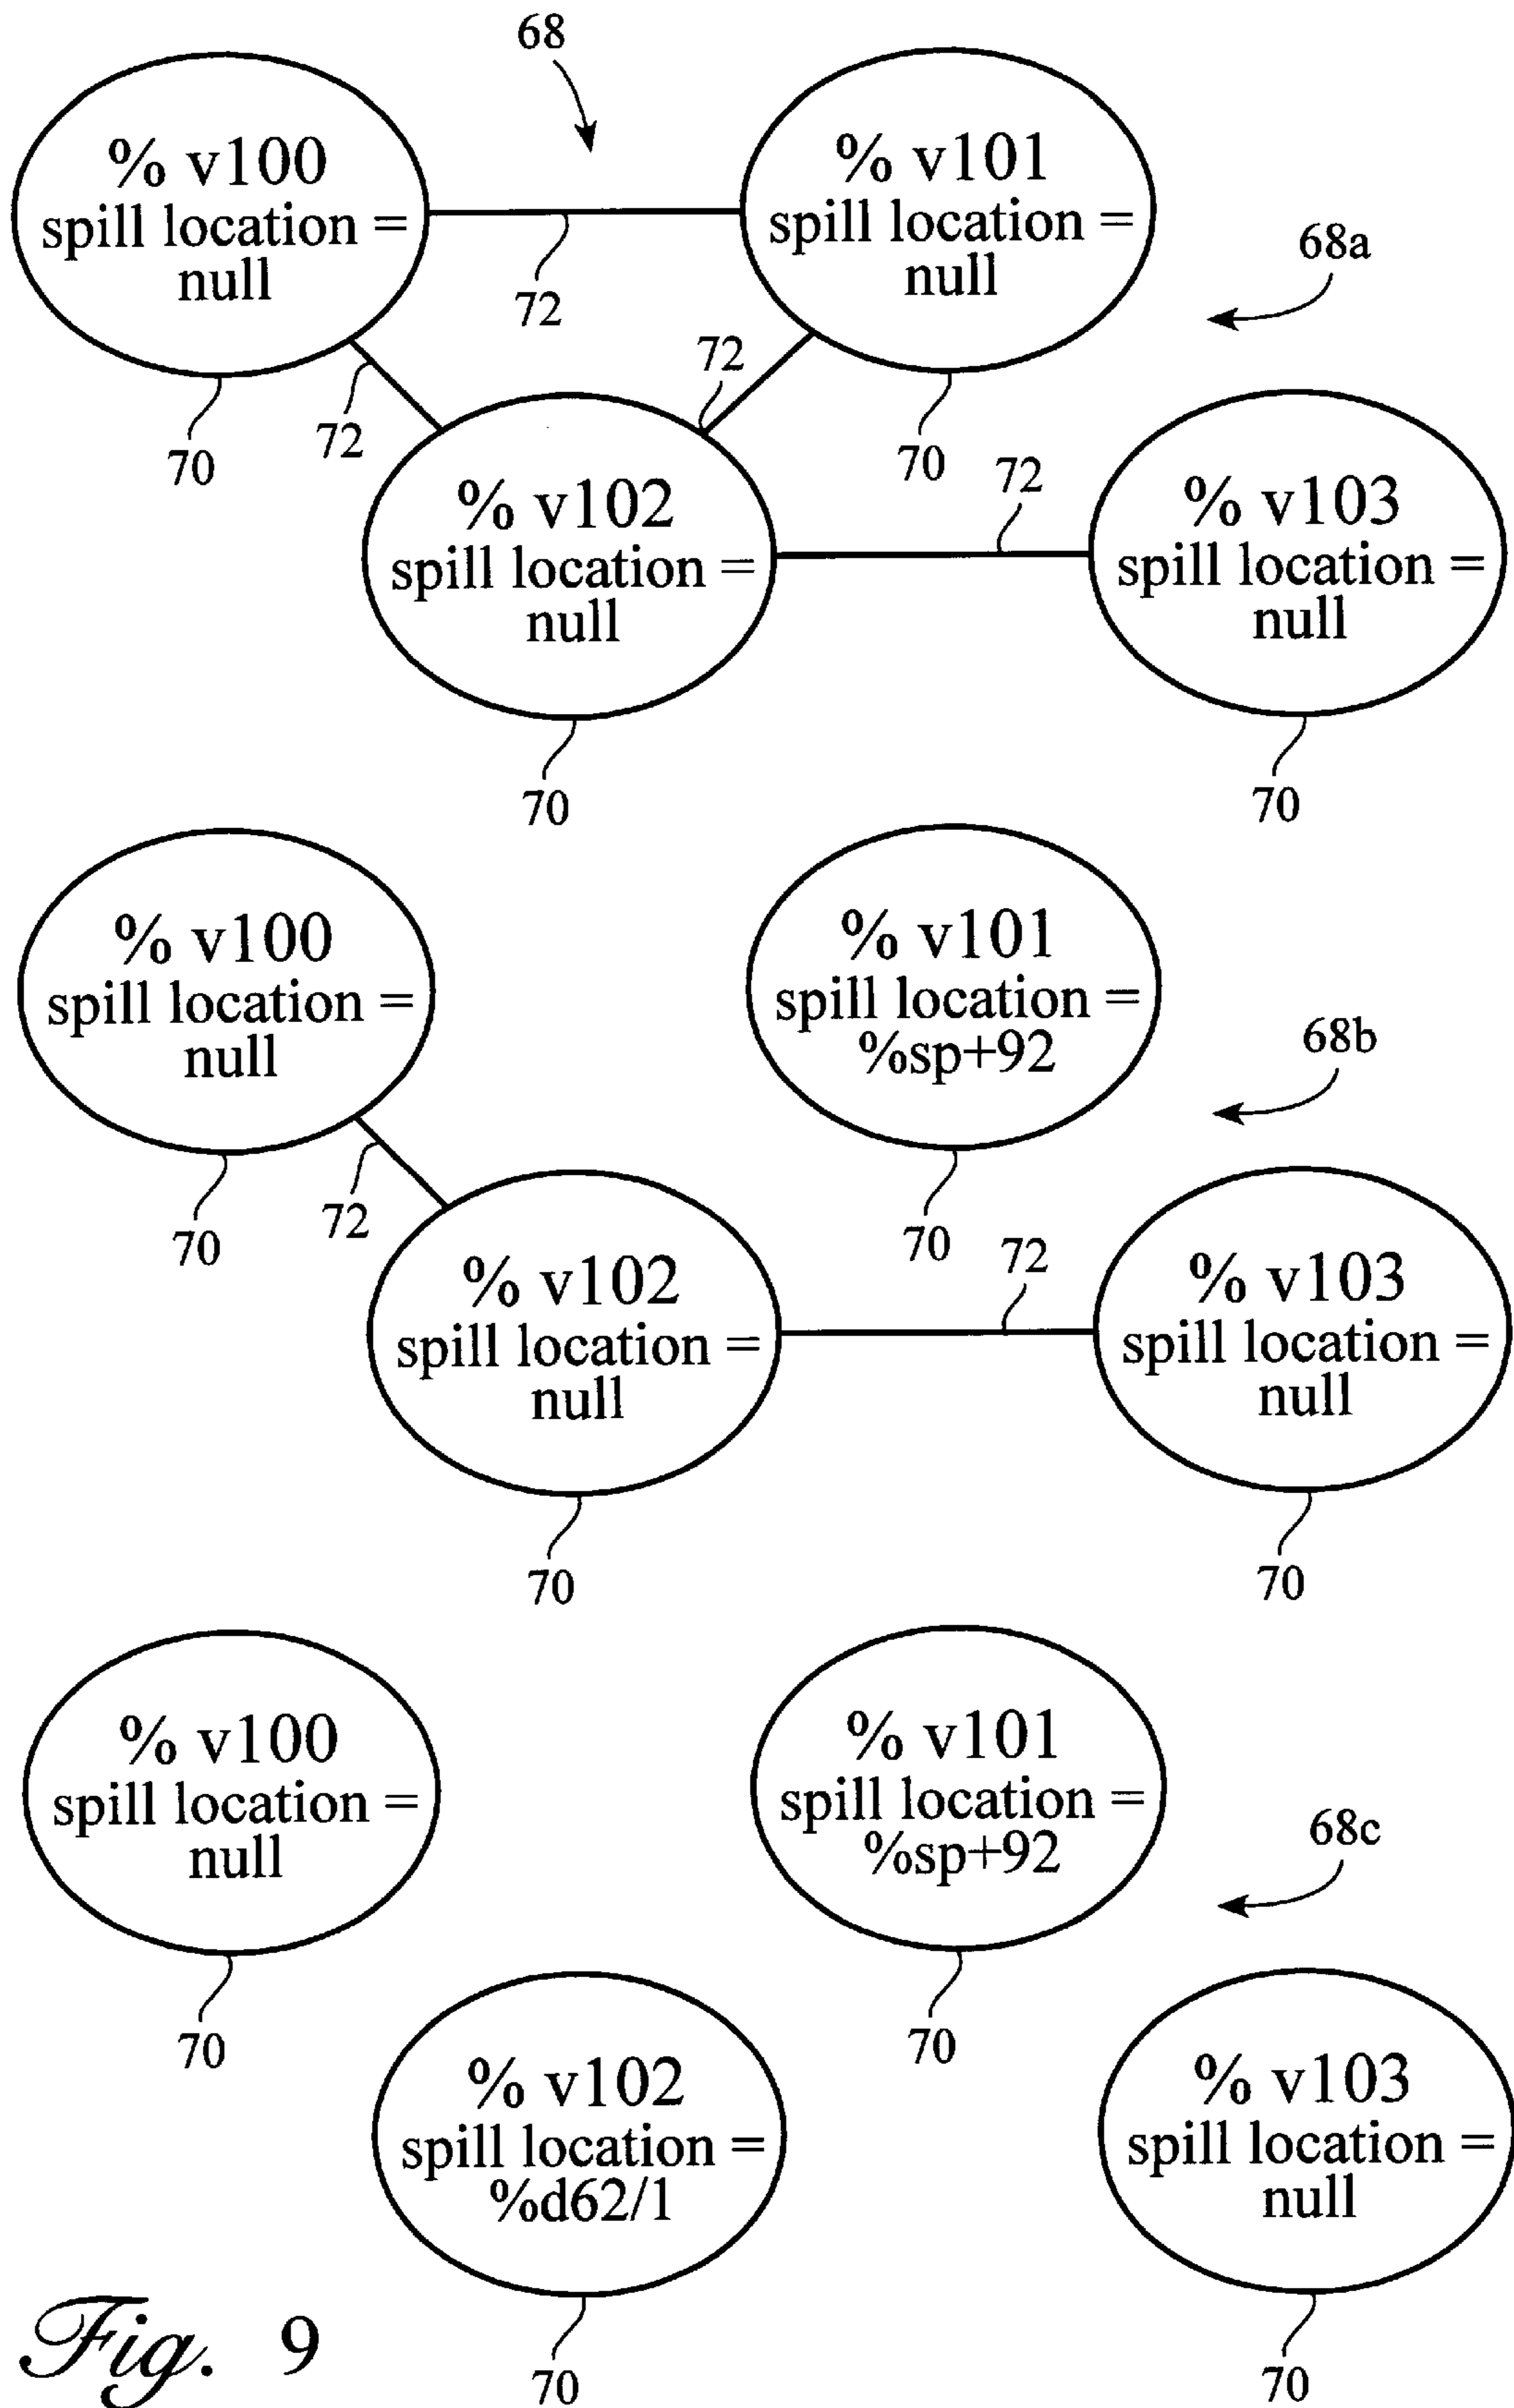 68
% v100
spill location =
null
% v101
spill location =
null
68a
72
72
72
70
70
% v102
spill location =
null
72
% v103
spill location =
null
70
70
% v100
spill location =
null
% v101
spill location =
%sp+92
68b
72
70
70
% v102
spill location =
null
72
% v103
spill location =
null
70
70
% v100
spill location =
null
% v101
spill location =
%sp+92
68c
70
70
% v102
spill location =
%d62/1
% v103
spill location =
null
70
70
Fig. 9